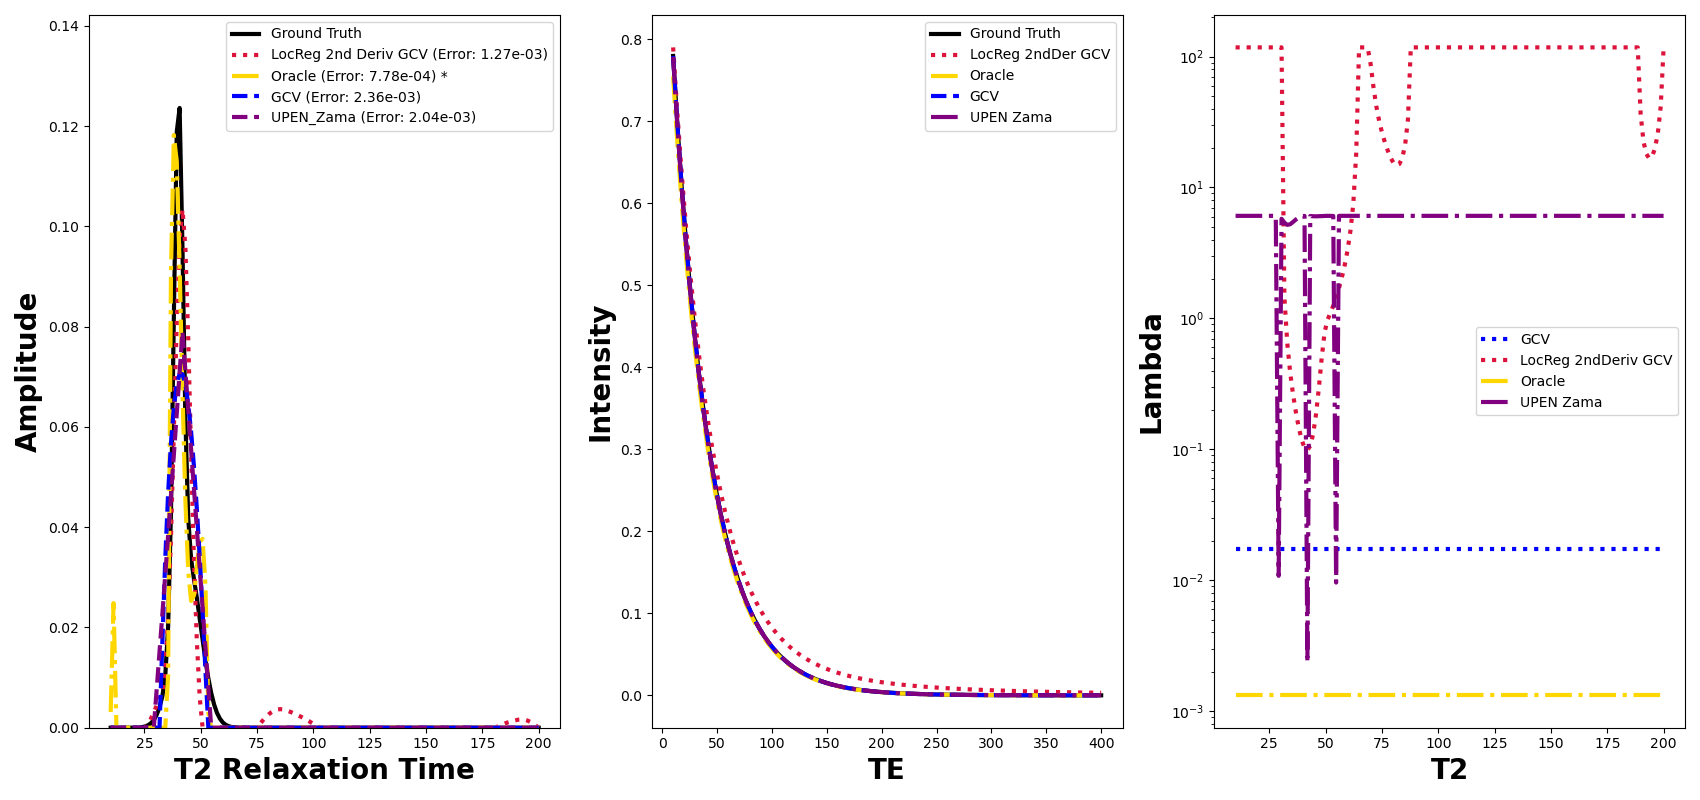 Amplitude
0.14
0.12
0.10
0.08
0.06
0.04
0.02
0.00
25 50 75 100 125 150 175 200
T2 Relaxation Time
Ground Truth
LocReg 2nd Deriv GCV (Error: 1.27e-03)
Oracle (Error: 7.78e-04) *
GCV (Error: 2.36e-03)
UPEN_Zama (Error: 2.04e-03)
Intensity
0.8
0.7
0.6
0.5
0.4
0.3
0.2
0.1
0.0
0 50 100 150 200 250 300 350 400
TE
Ground Truth
LocReg 2ndDer GCV
Oracle
GCV
UPEN Zama
Lambda
10²
10¹
10⁰
10⁻¹
10⁻²
10⁻³
25 50 75 100 125 150 175 200
T2
GCV
LocReg 2ndDeriv GCV
Oracle
UPEN Zama